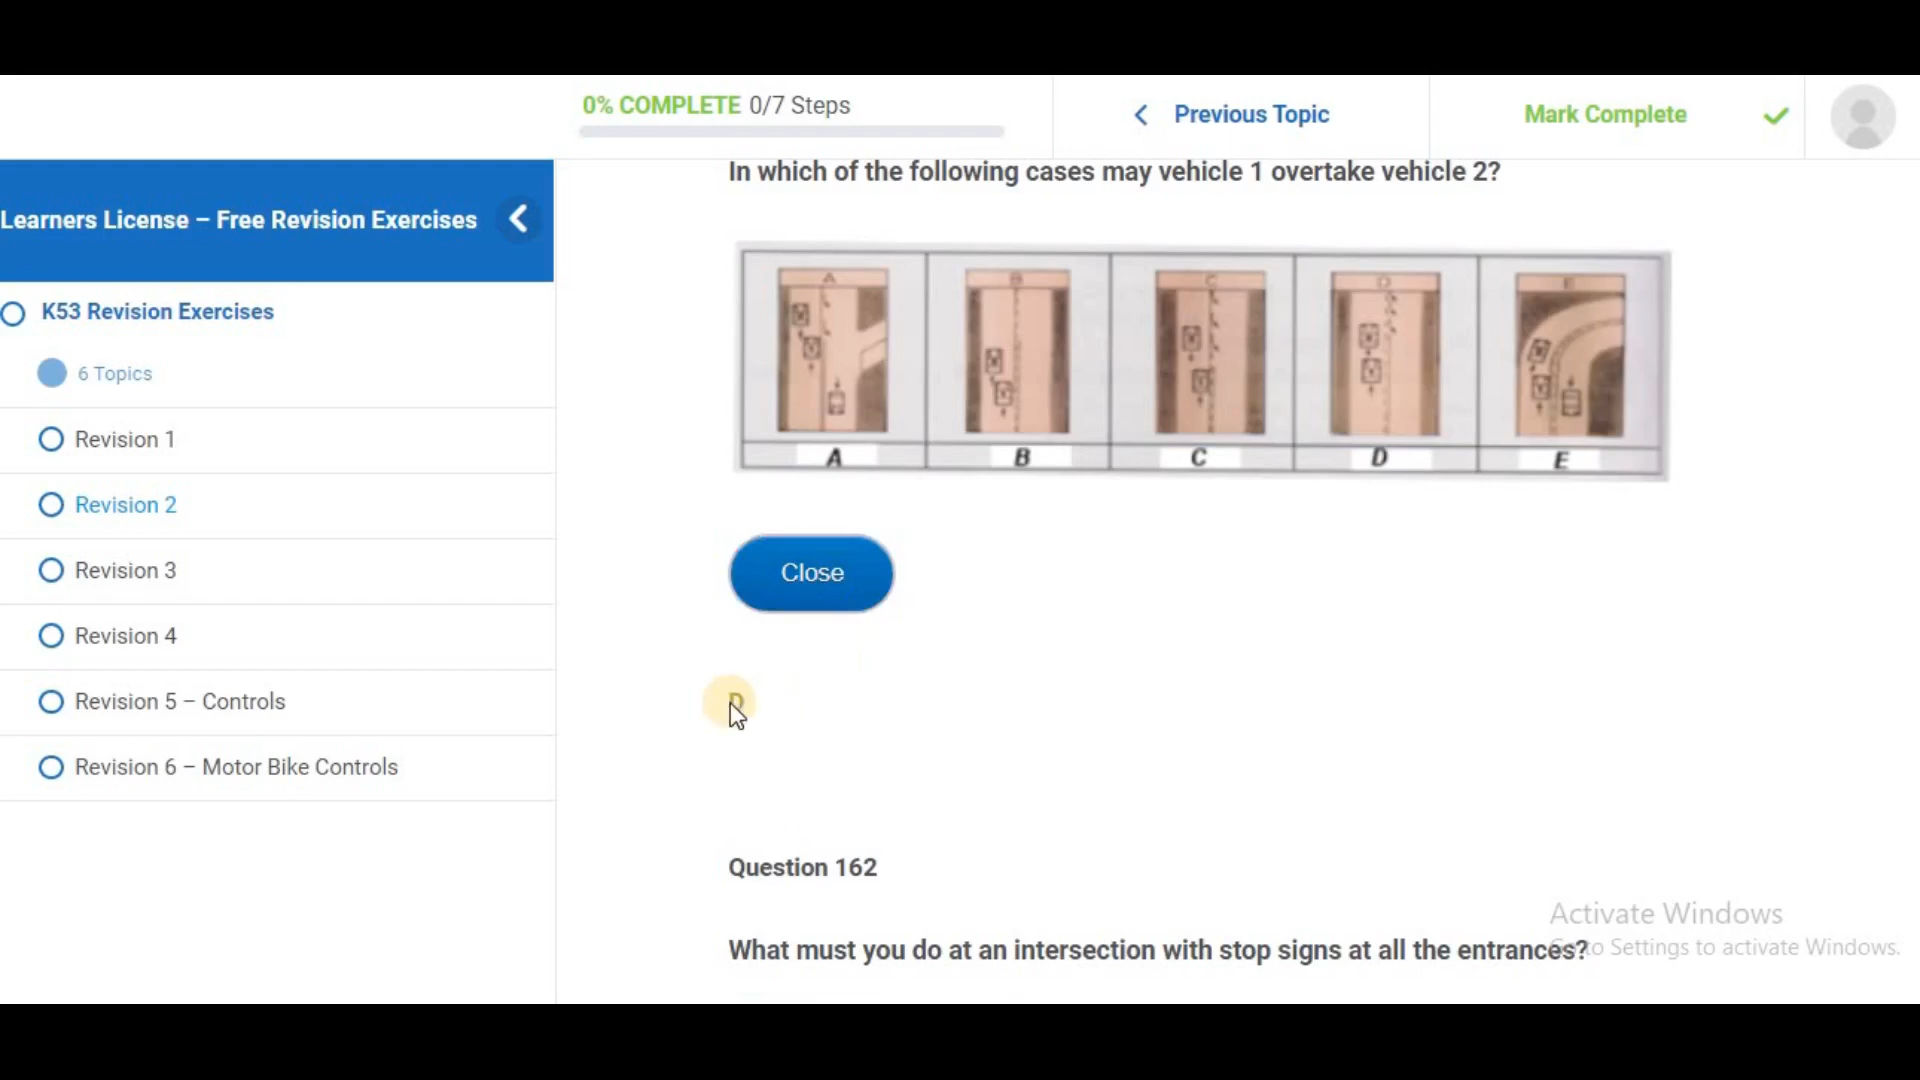 0% COMPLETE 0/7 Steps
Previous Topic
Mark Complete
Learners License – Free Revision Exercises
K53 Revision Exercises
6 Topics
Revision 1
Revision 2
Revision 3
Revision 4
Revision 5 – Controls
Revision 6 – Motor Bike Controls
In which of the following cases may vehicle 1 overtake vehicle 2?
A B C D E
A B C D E
Close
D
Question 162
What must you do at an intersection with stop signs at all the entrances?
Activate Windows
to Settings to activate Windows.